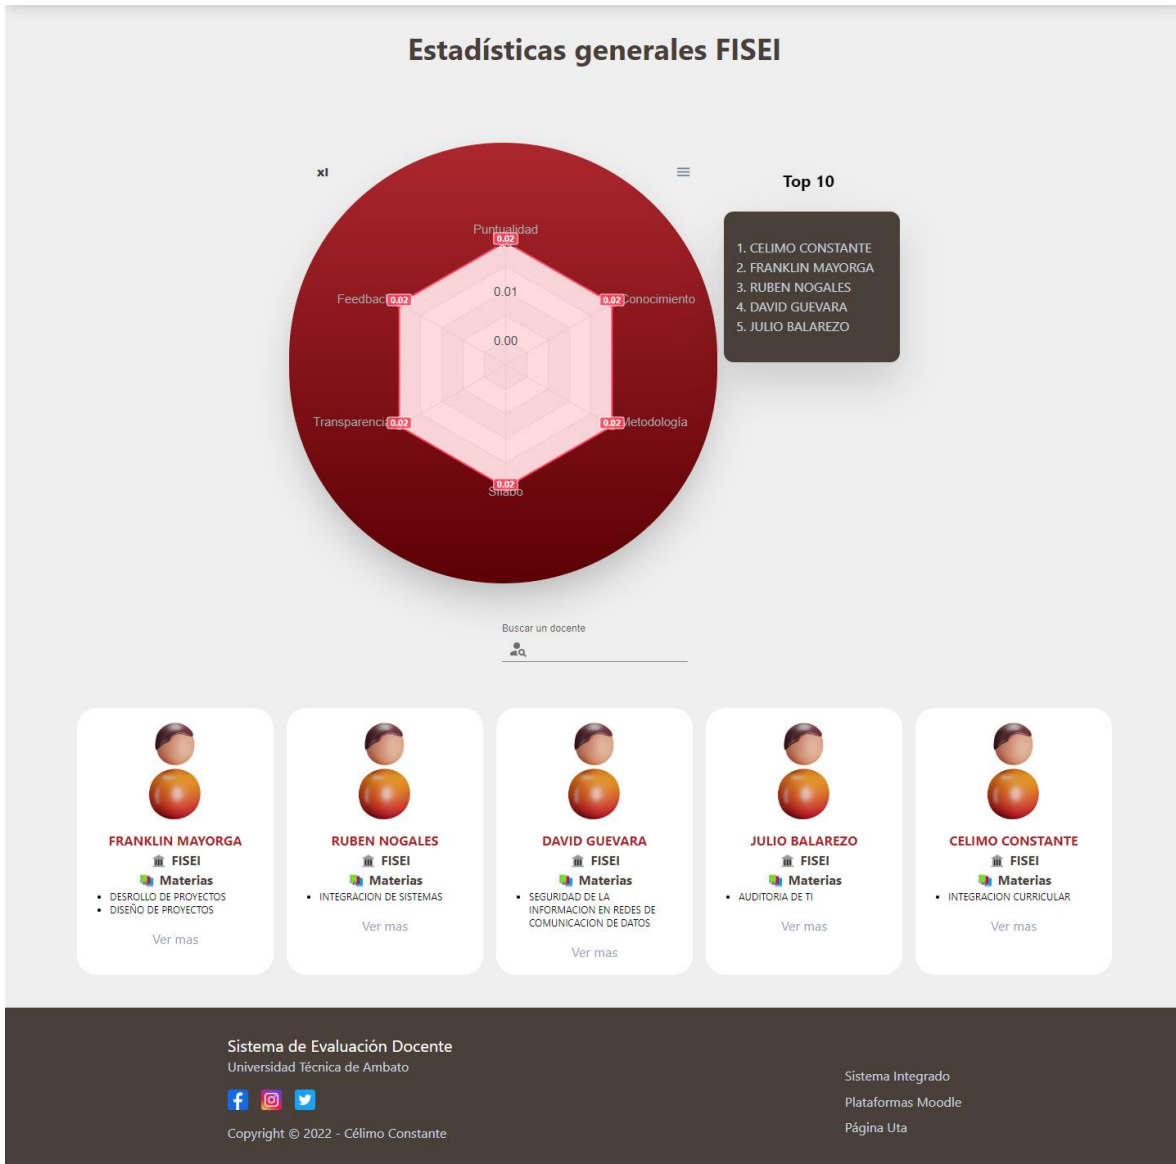 Estadísticas generales FISEI
xl
Top 10
Puntualidad
0.02
Feedback
0.02
0.01
0.02
Conocimiento
0.00
Transparencia
0.02
0.02
Metodología
0.02
Sílabo
1. CELIMO CONSTANTE
2. FRANKLIN MAYORGA
3. RUBEN NOGALES
4. DAVID GUEVARA
5. JULIO BALAREZO
Buscar un docente
FRANKLIN MAYORGA
FISEI
Materias
DESROLLO DE PROYECTOS
DISEÑO DE PROYECTOS
Ver mas
RUBEN NOGALES
FISEI
Materias
INTEGRACION DE SISTEMAS
Ver mas
DAVID GUEVARA
FISEI
Materias
SEGURIDAD DE LA
INFORMACION EN REDES DE
COMUNICACION DE DATOS
Ver mas
JULIO BALAREZO
FISEI
Materias
AUDITORIA DE TI
Ver mas
CELIMO CONSTANTE
FISEI
Materias
INTEGRACION CURRICULAR
Ver mas
Sistema de Evaluación Docente
Universidad Técnica de Ambato
Copyright © 2022 - Célimo Constante
Sistema Integrado
Plataformas Moodle
Página Uta